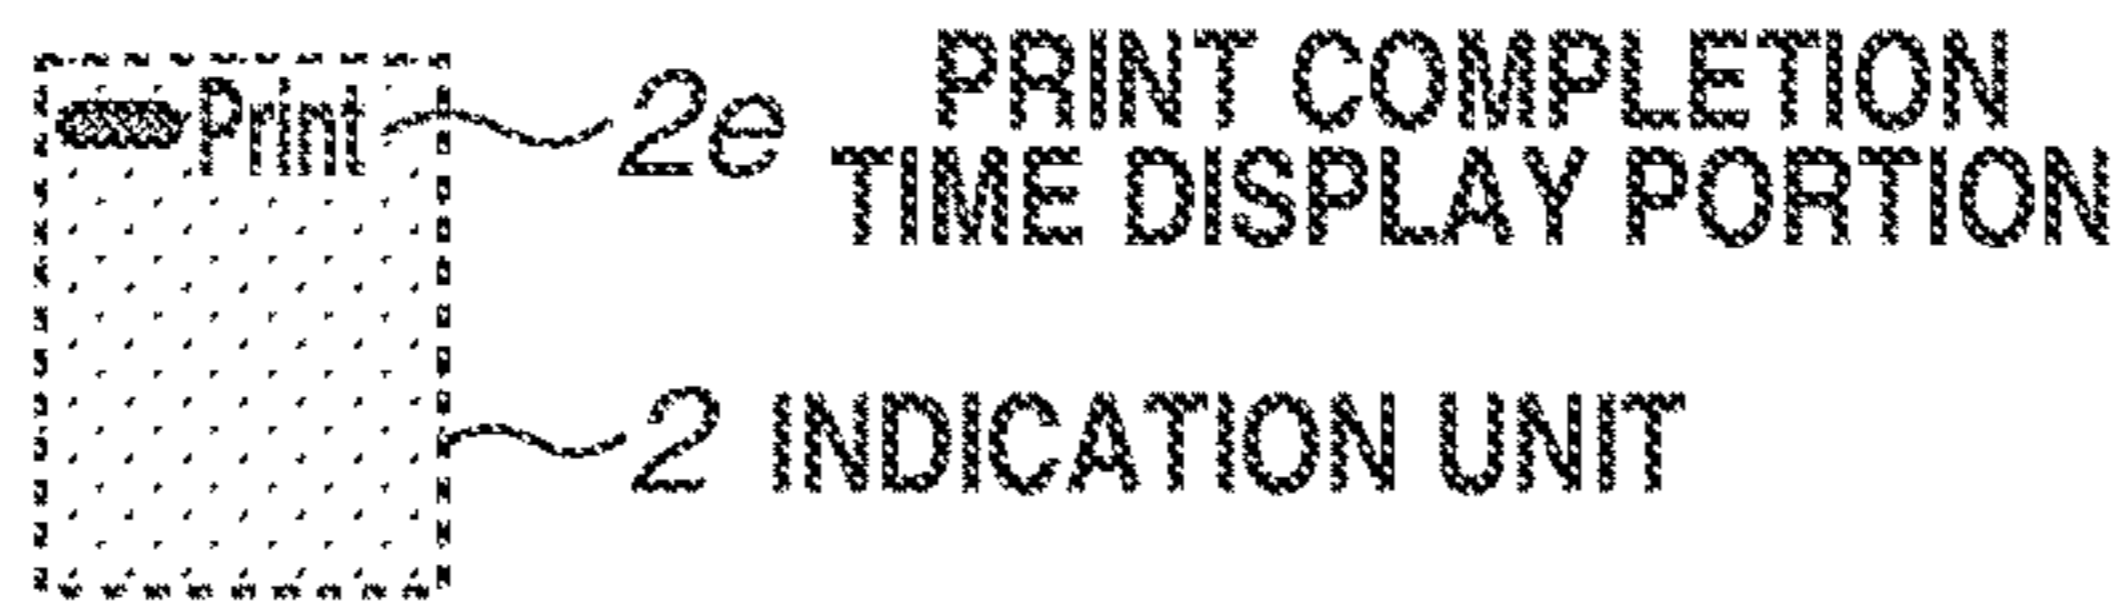 Print
2e PRINT COMPLETION
TIME DISPLAY PORTION
2 INDICATION UNIT